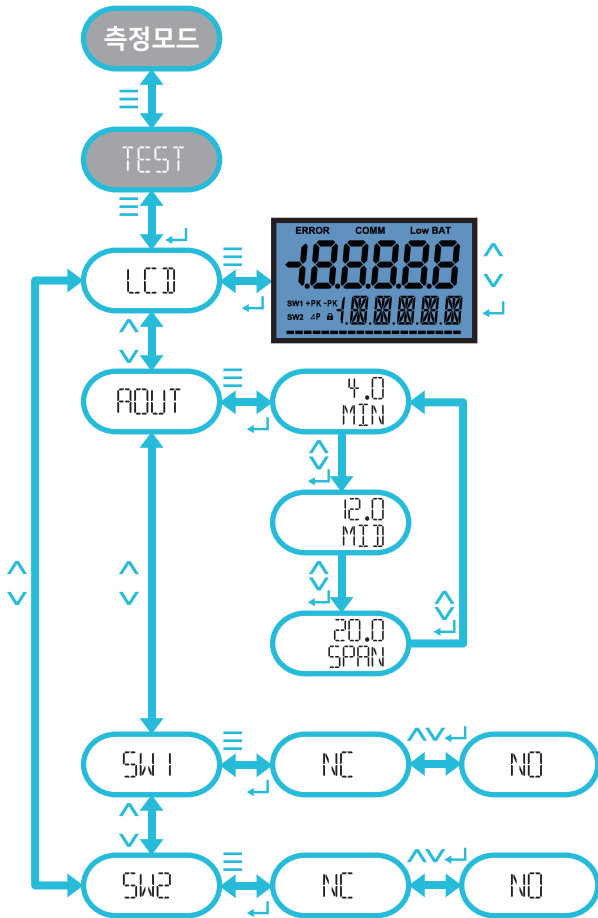 측정모드
TEST
LCD
ERROR COMM Low BAT
-188888
SW1 +PK -PK
SW2 ⊿P
AOUT
4.0
MIN
12.0
MID
20.0
SPAN
SW1
NC
NO
SW2
NC
NO